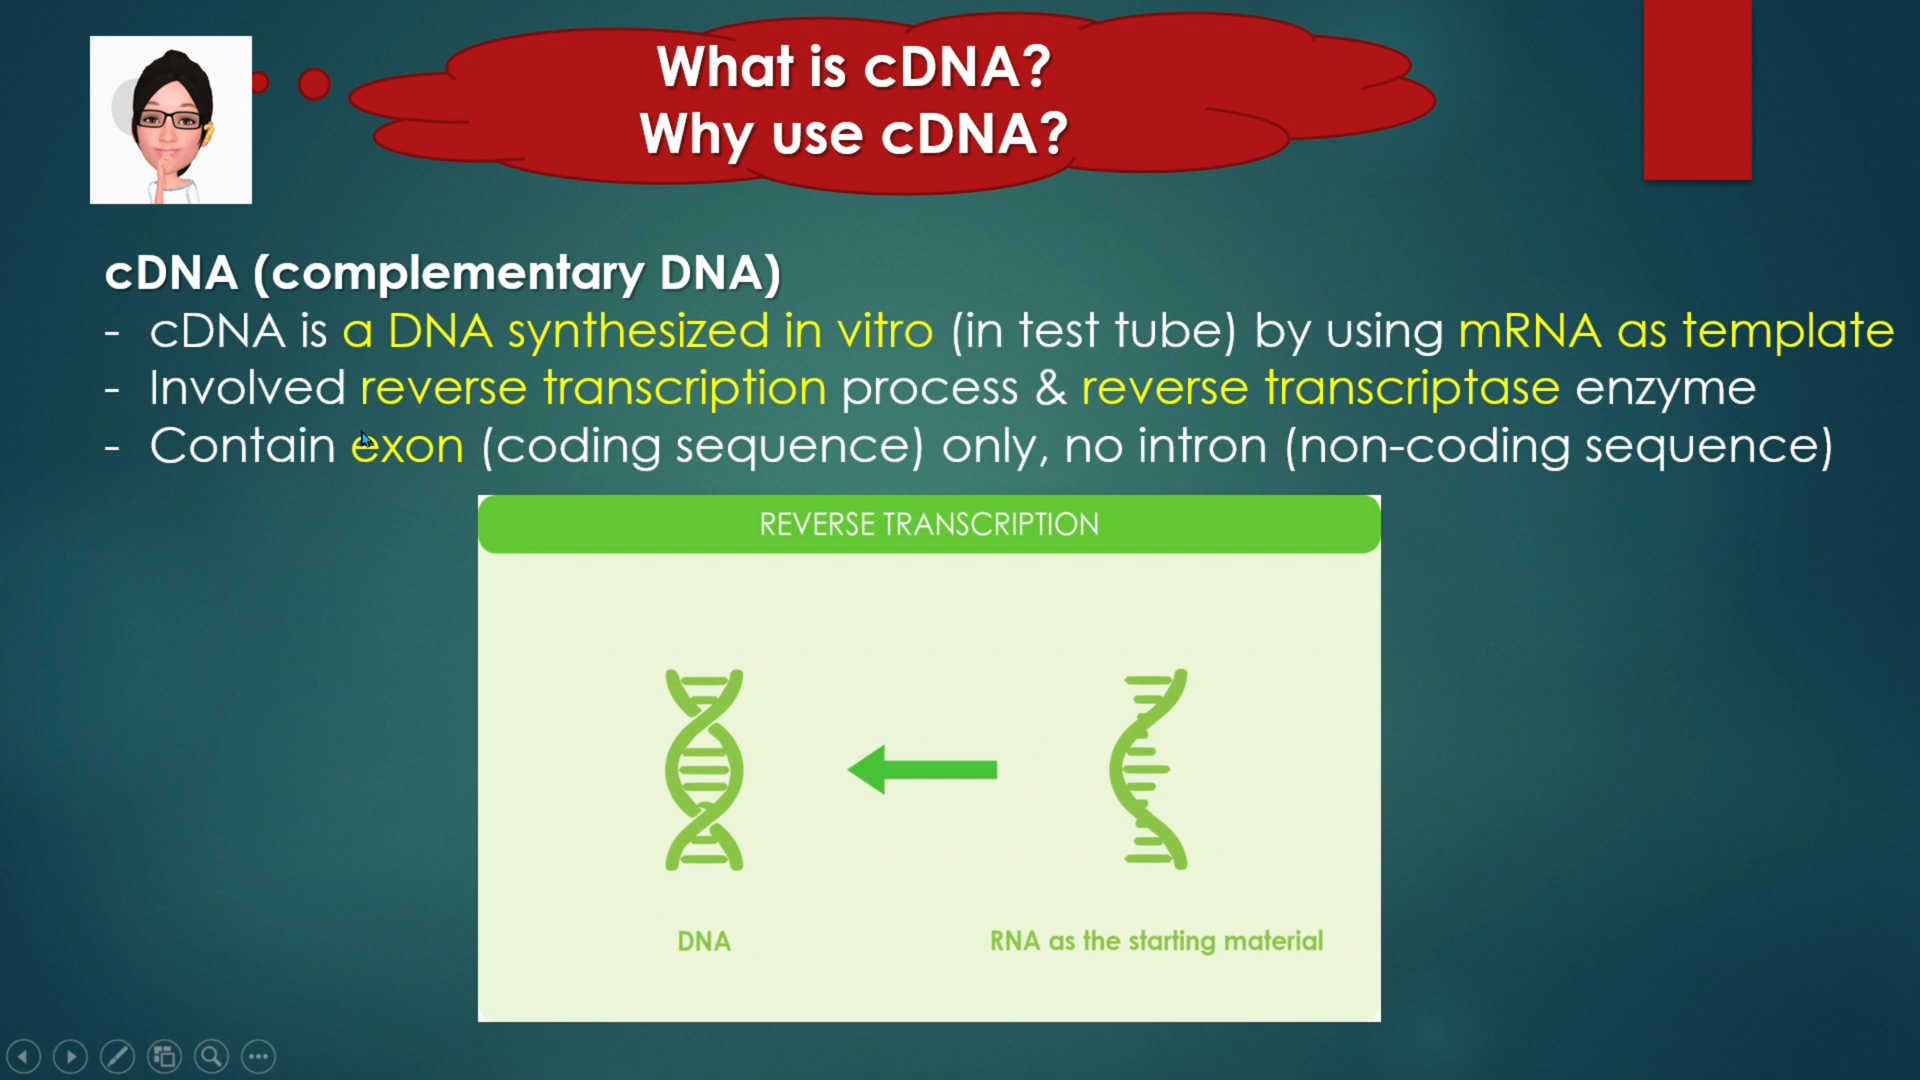 What is cDNA?
Why use cDNA?
cDNA (complementary DNA)
- cDNA is a DNA synthesized in vitro (in test tube) by using mRNA as template
- Involved reverse transcription process & reverse transcriptase enzyme
- Contain exon (coding sequence) only, no intron (non-coding sequence)
REVERSE TRANSCRIPTION
DNA
RNA as the starting material